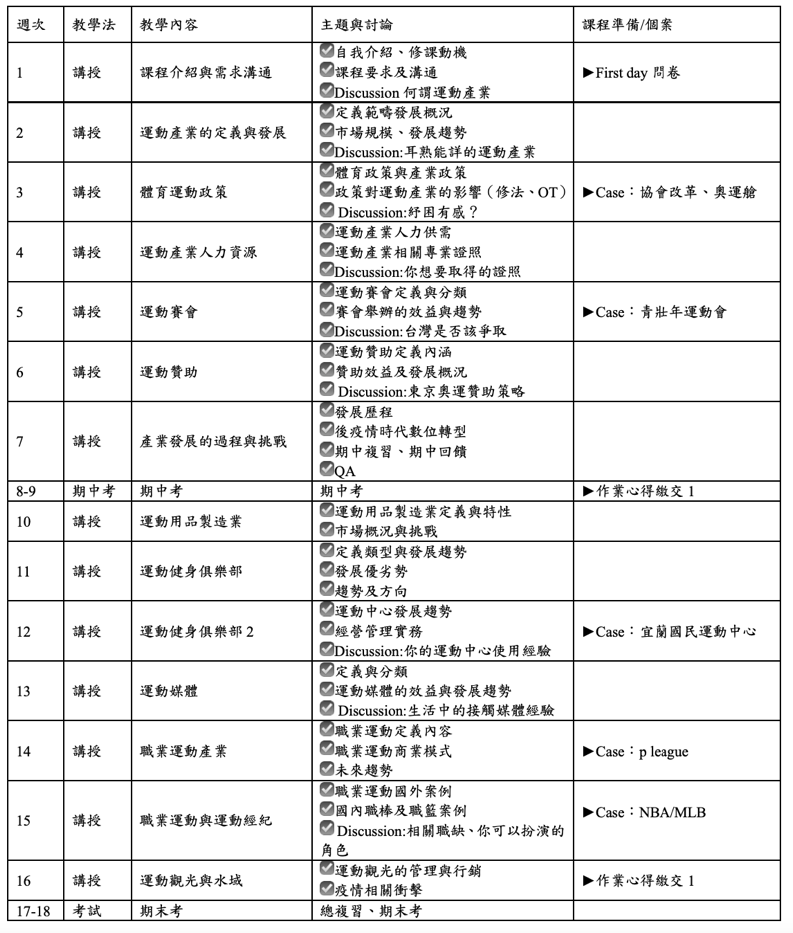 週次 教學法 教學內容 主題與討論 課程準備/個案
1 講授 課程介紹與需求溝通 自我介紹、修課動機
課程要求及溝通
Discussion 何謂運動產業
►First day 問卷
2 講授 運動產業的定義與發展 定義範疇發展概況
市場規模、發展趨勢
Discussion:耳熟能詳的運動產業
3 講授 體育運動政策 體育政策與產業政策
政策對運動產業的影響（修法、OT）
Discussion:紓困有感？
►Case：協會改革、奧運艙
4 講授 運動產業人力資源 運動產業人力供需
運動產業相關專業證照
Discussion:你想要取得的證照
5 講授 運動賽會 運動賽會定義與分類
賽會舉辦的效益與趨勢
Discussion:台灣是否該爭取
►Case：青壯年運動會
6 講授 運動贊助 運動贊助定義內涵
贊助效益及發展概況
Discussion:東京奧運贊助策略
7 講授 產業發展的過程與挑戰 發展歷程
後疫情時代數位轉型
期中複習、期中回饋
QA
8-9 期中考 期中考 期中考 ►作業心得繳交 1
10 講授 運動用品製造業 運動用品製造業定義與特性
市場概況與挑戰
11 講授 運動健身俱樂部 定義類型與發展趨勢
發展優劣勢
趨勢及方向
12 講授 運動健身俱樂部 2 運動中心發展趨勢
經營管理實務
Discussion:你的運動中心使用經驗
►Case：宜蘭國民運動中心
13 講授 運動媒體 定義與分類
運動媒體的效益與發展趨勢
Discussion:生活中的接觸媒體經驗
14 講授 職業運動產業 職業運動定義內容
職業運動商業模式
未來趨勢
►Case：p league
15 講授 職業運動與運動經紀 職業運動國外案例
國內職棒及職籃案例
Discussion:相關職缺、你可以扮演的
角色
►Case：NBA/MLB
16 講授 運動觀光與水域 運動觀光的管理與行銷
疫情相關衝擊
►作業心得繳交 1
17-18 考試 期末考 總複習、期末考